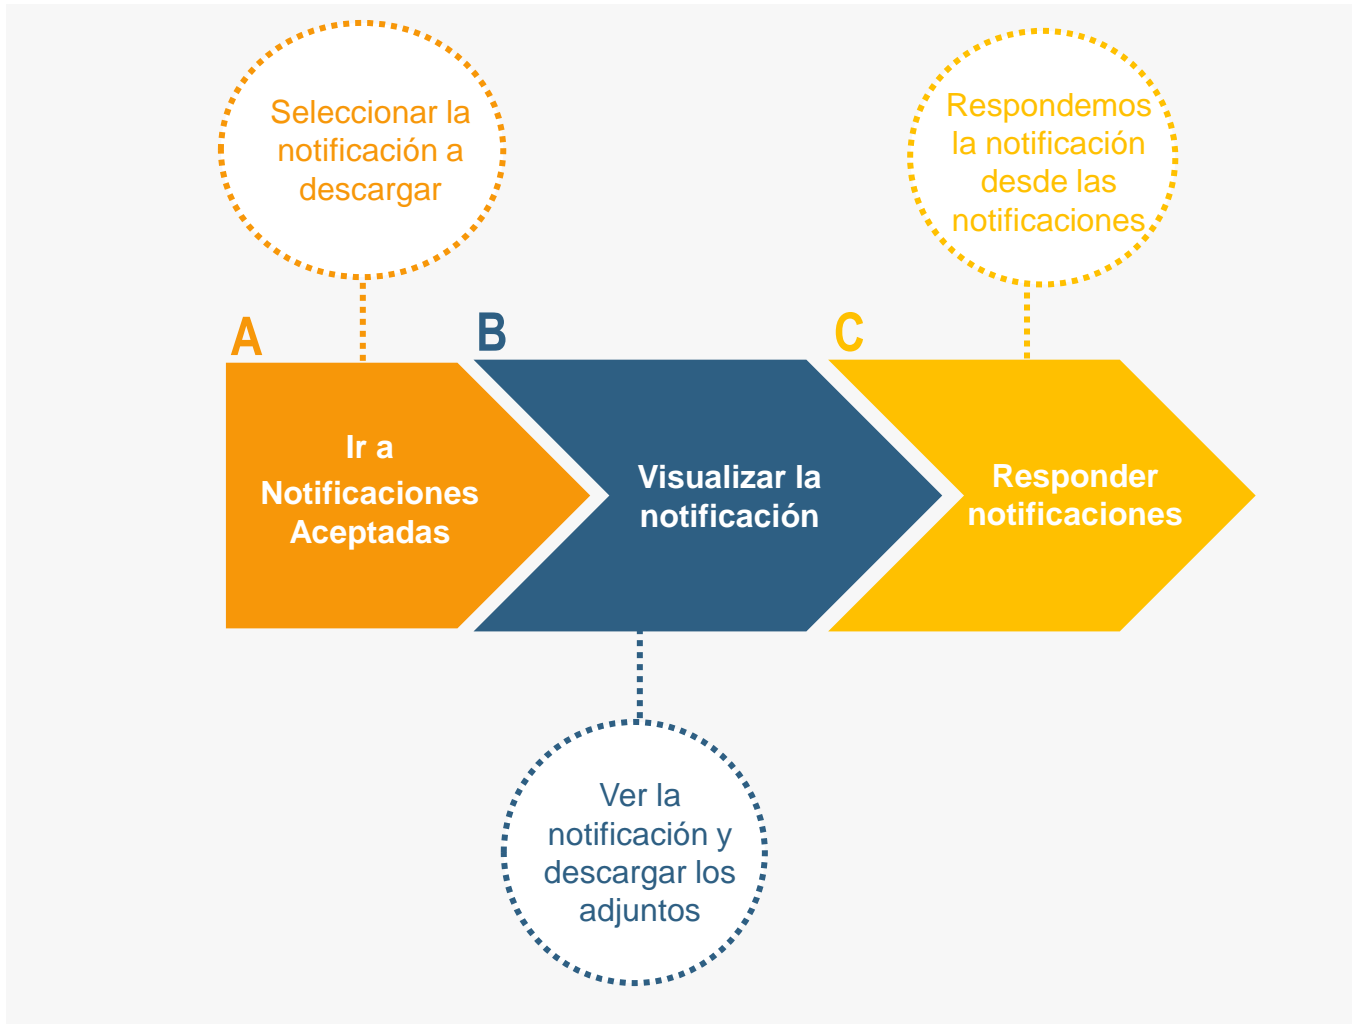 Seleccionar la
notificación a
descargar
Respondemos
la notificación
desde las
notificaciones
A
B
C
Ir a
Notificaciones
Aceptadas
Visualizar la
notificación
Responder
notificaciones
Ver la
notificación y
descargar los
adjuntos